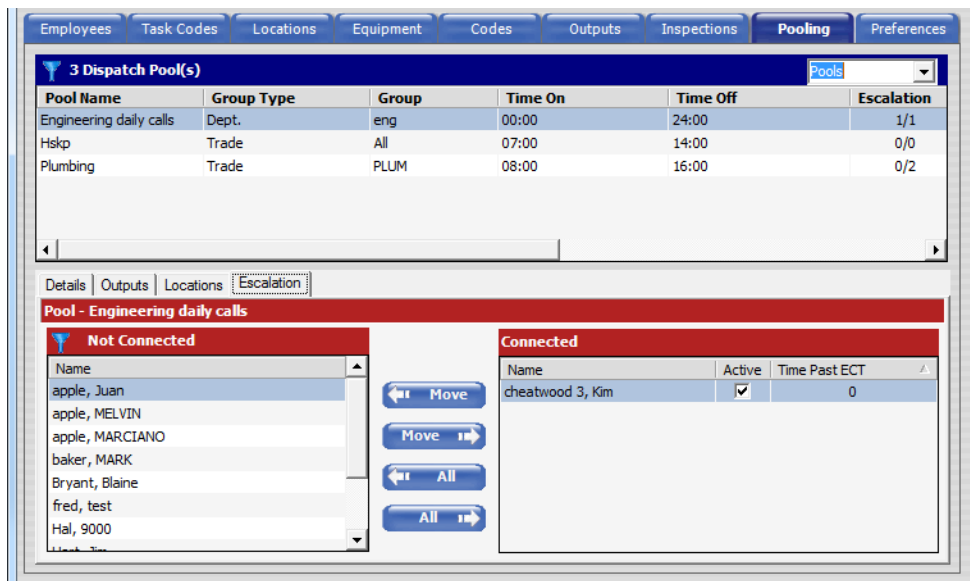 Employees Task Codes Locations Equipment Codes Outputs Inspections Pooling Preferences
3 Dispatch Pool(s) Pools
Pool Name Group Type Group Time On Time Off Escalation
Engineering daily calls Dept. eng 00:00 24:00 1/1
Hskp Trade All 07:00 14:00 0/0
Plumbing Trade PLUM 08:00 16:00 0/2
Details Outputs Locations Escalation
Pool - Engineering daily calls
Not Connected
Name
apple, Juan
apple, MELVIN
apple, MARCIANO
baker, MARK
Bryant, Blaine
fred, test
Hal, 9000
Move
Move
All
All
Connected
Name Active Time Past ECT
cheatwood 3, Kim 0